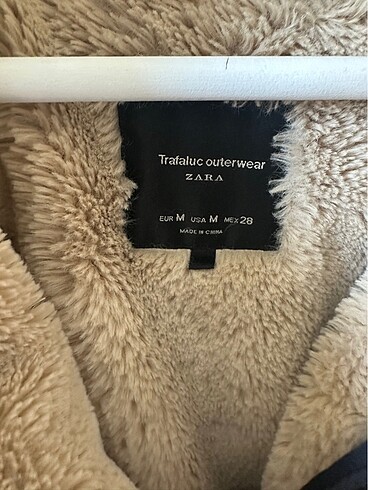 Trafaluc outerwear
ZARA
EUR M USA M MEX 28
MADE IN CHINA